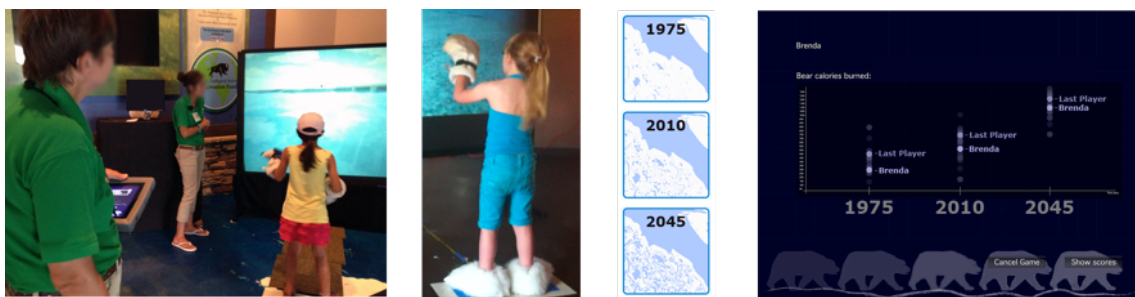 1975
2010
2045
Brenda
Bear calories burned:
Last Player
Brenda
Last Player
Brenda
Last Player
Brenda
1975 2010 2045
Cancel Game
Show scores